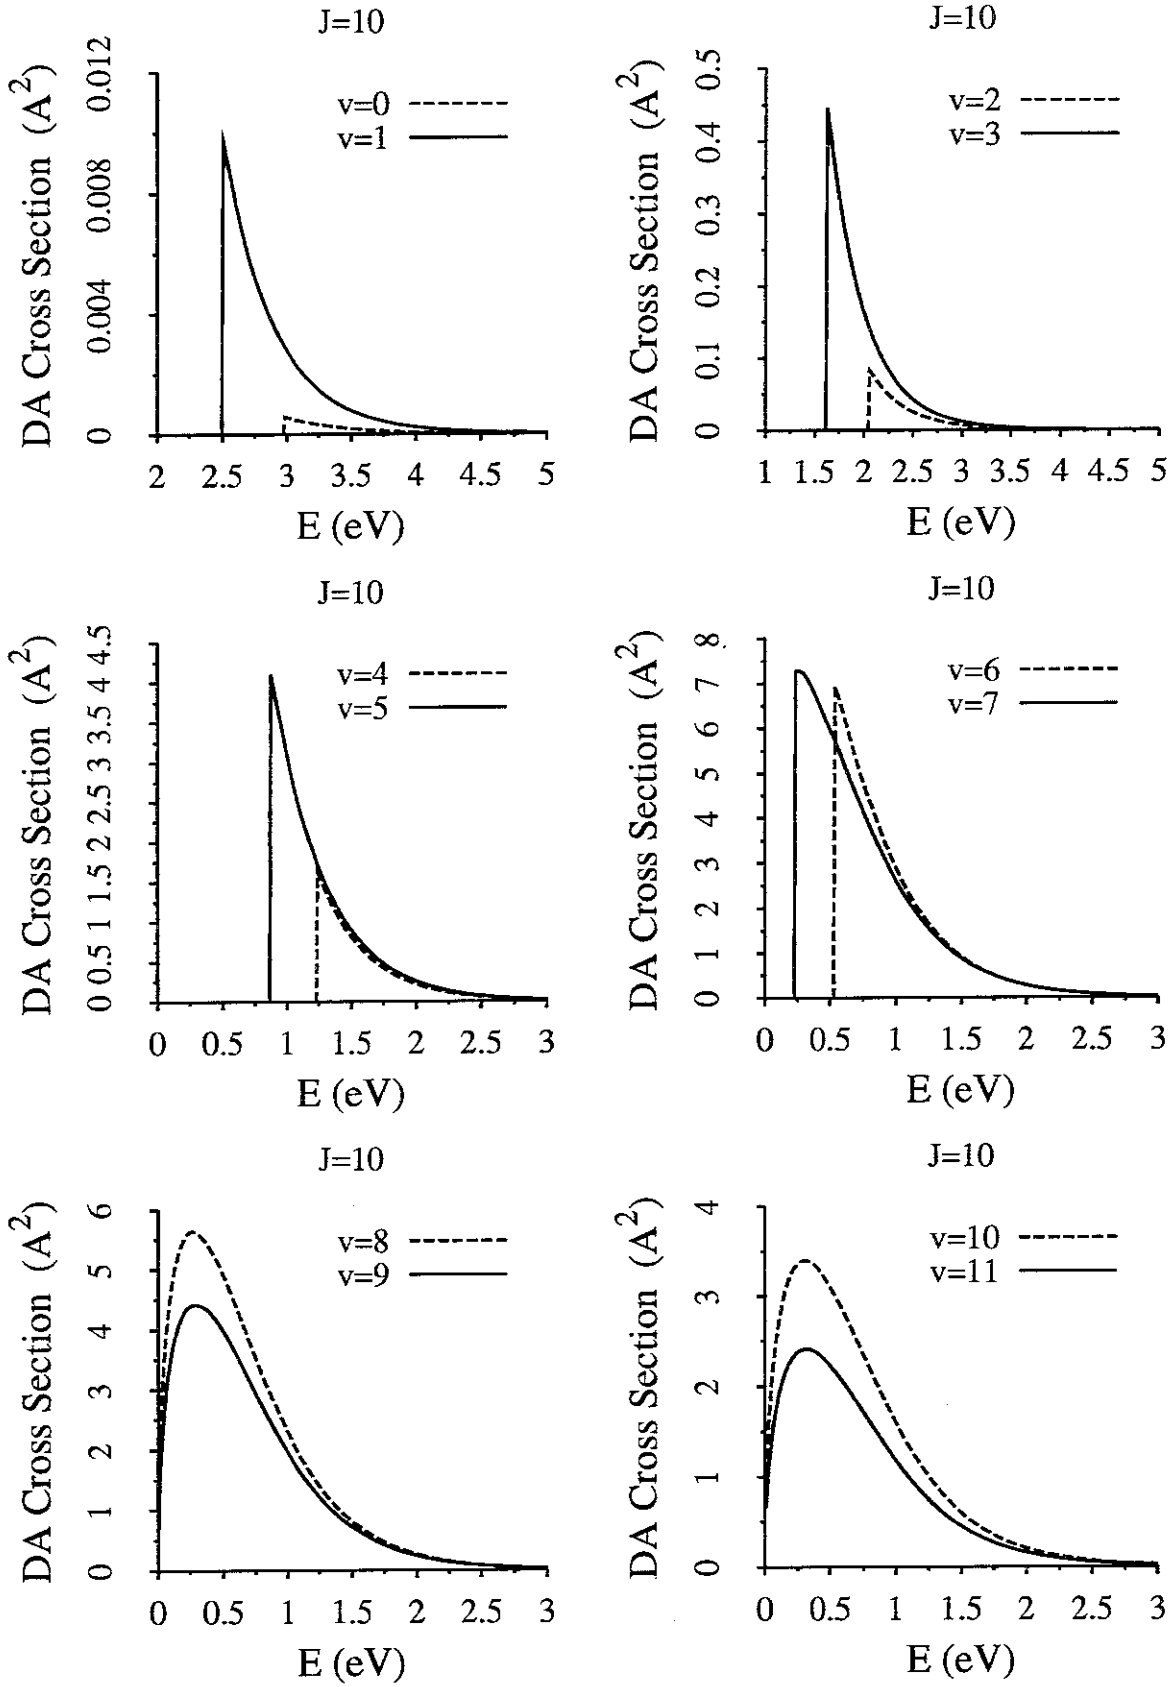 J=10
DA Cross Section (A^2)
0.012
0.008
0.004
0
v=0
v=1
2 2.5 3 3.5 4 4.5 5
E (eV)
J=10
DA Cross Section (A^2)
0.5
0.4
0.3
0.2
0.1
0
v=2
v=3
1 1.5 2 2.5 3 3.5 4 4.5 5
E (eV)
J=10
DA Cross Section (A^2)
4.5
4
3.5
3
2.5
2
1.5
1
0.5
0
v=4
v=5
0 0.5 1 1.5 2 2.5 3
E (eV)
J=10
DA Cross Section (A^2)
8
7
6
5
4
3
2
1
0
v=6
v=7
0 0.5 1 1.5 2 2.5 3
E (eV)
J=10
DA Cross Section (A^2)
6
5
4
3
2
1
0
v=8
v=9
0 0.5 1 1.5 2 2.5 3
E (eV)
J=10
DA Cross Section (A^2)
4
3
2
1
0
v=10
v=11
0 0.5 1 1.5 2 2.5 3
E (eV)